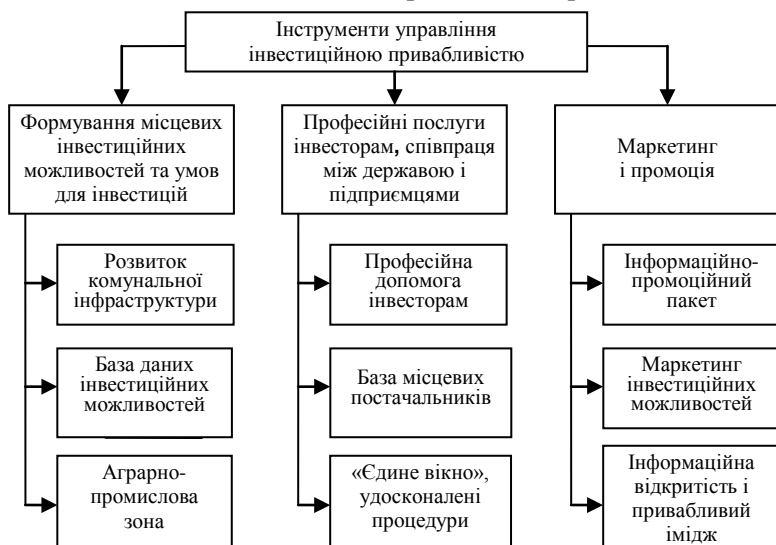 Інструменти управління
інвестиційною привабливістю
Формування місцевих
інвестиційних
можливостей та умов
для інвестицій
Професійні послуги
інвесторам, співпраця
між державою і
підприємцями
Маркетинг
і промоція
Розвиток
комунальної
інфраструктури
Професійна
допомога
інвесторам
Інформаційно-
промоційний
пакет
База даних
інвестиційних
можливостей
База місцевих
постачальників
Маркетинг
інвестиційних
можливостей
Аграрно-
промислова
зона
«Єдине вікно»,
удосконалені
процедури
Інформаційна
відкритість і
привабливий
імідж